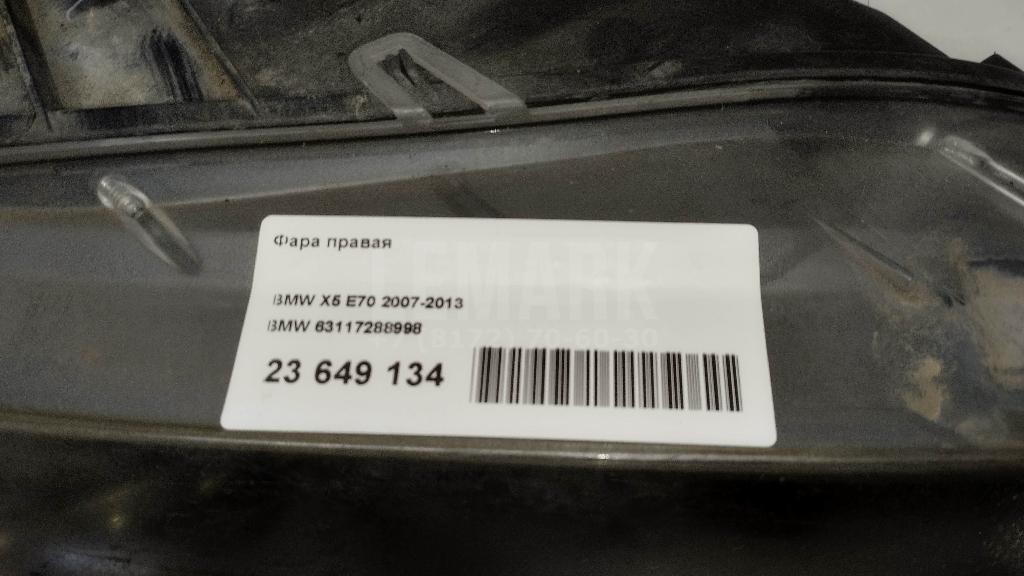 Фара правая
LEMARK
BMW X5 E70 2007-2013
BMW 63117288998
+7 (8172) 70-60-30
23 649 134